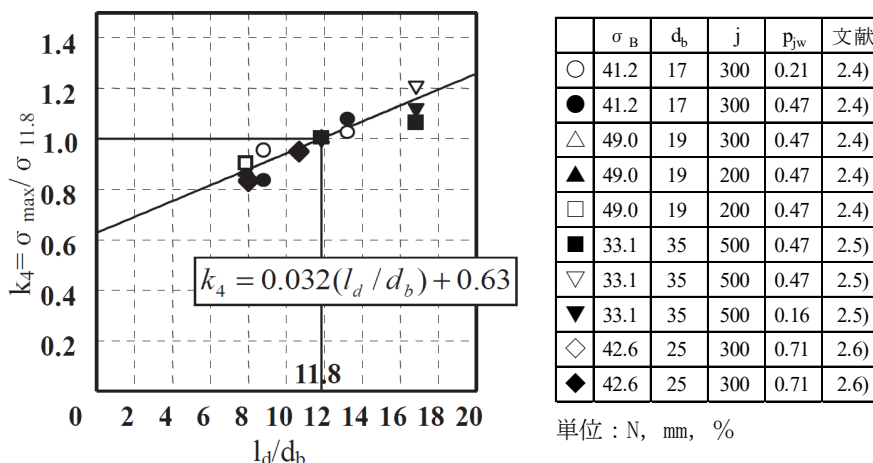 k4=σ max/ σ 11.8
1.4
1.2
1.0
0.8
0.6
0.4
0.2
k4 = 0.032(ld/db)+0.63
11.8
0 2 4 6 8 10 12 14 16 18 20
ld/db
σ B db j pjw 文献
○ 41.2 17 300 0.21 2.4)
● 41.2 17 300 0.47 2.4)
△ 49.0 19 300 0.47 2.4)
▲ 49.0 19 200 0.47 2.4)
□ 49.0 19 200 0.47 2.4)
■ 33.1 35 500 0.47 2.5)
▽ 33.1 35 500 0.47 2.5)
▼ 33.1 35 500 0.16 2.5)
◇ 42.6 25 300 0.71 2.6)
◆ 42.6 25 300 0.71 2.6)
単位：N, mm, %